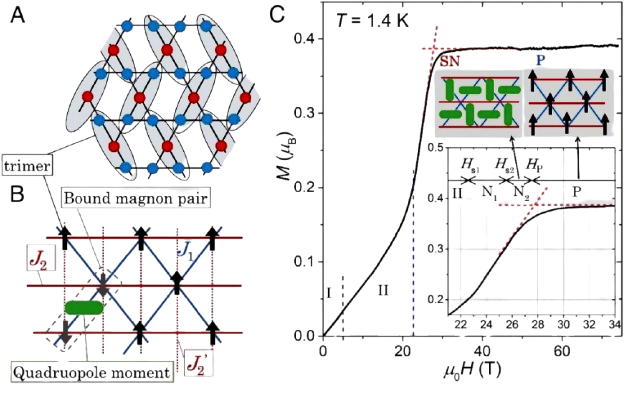 A
trimer
B
Bound magnon pair
J₂
J₁
J₂'
Quadruopole moment
C
T = 1.4 K
SN
P
0.4
0.3
0.2
0.1
0.0
M (μB)
I
II
0
20
40
60
μ₀H (T)
Hs1
Hs2
HP
II
N₁
N₂
P
0.4
0.3
0.2
22
24
26
28
30
32
34